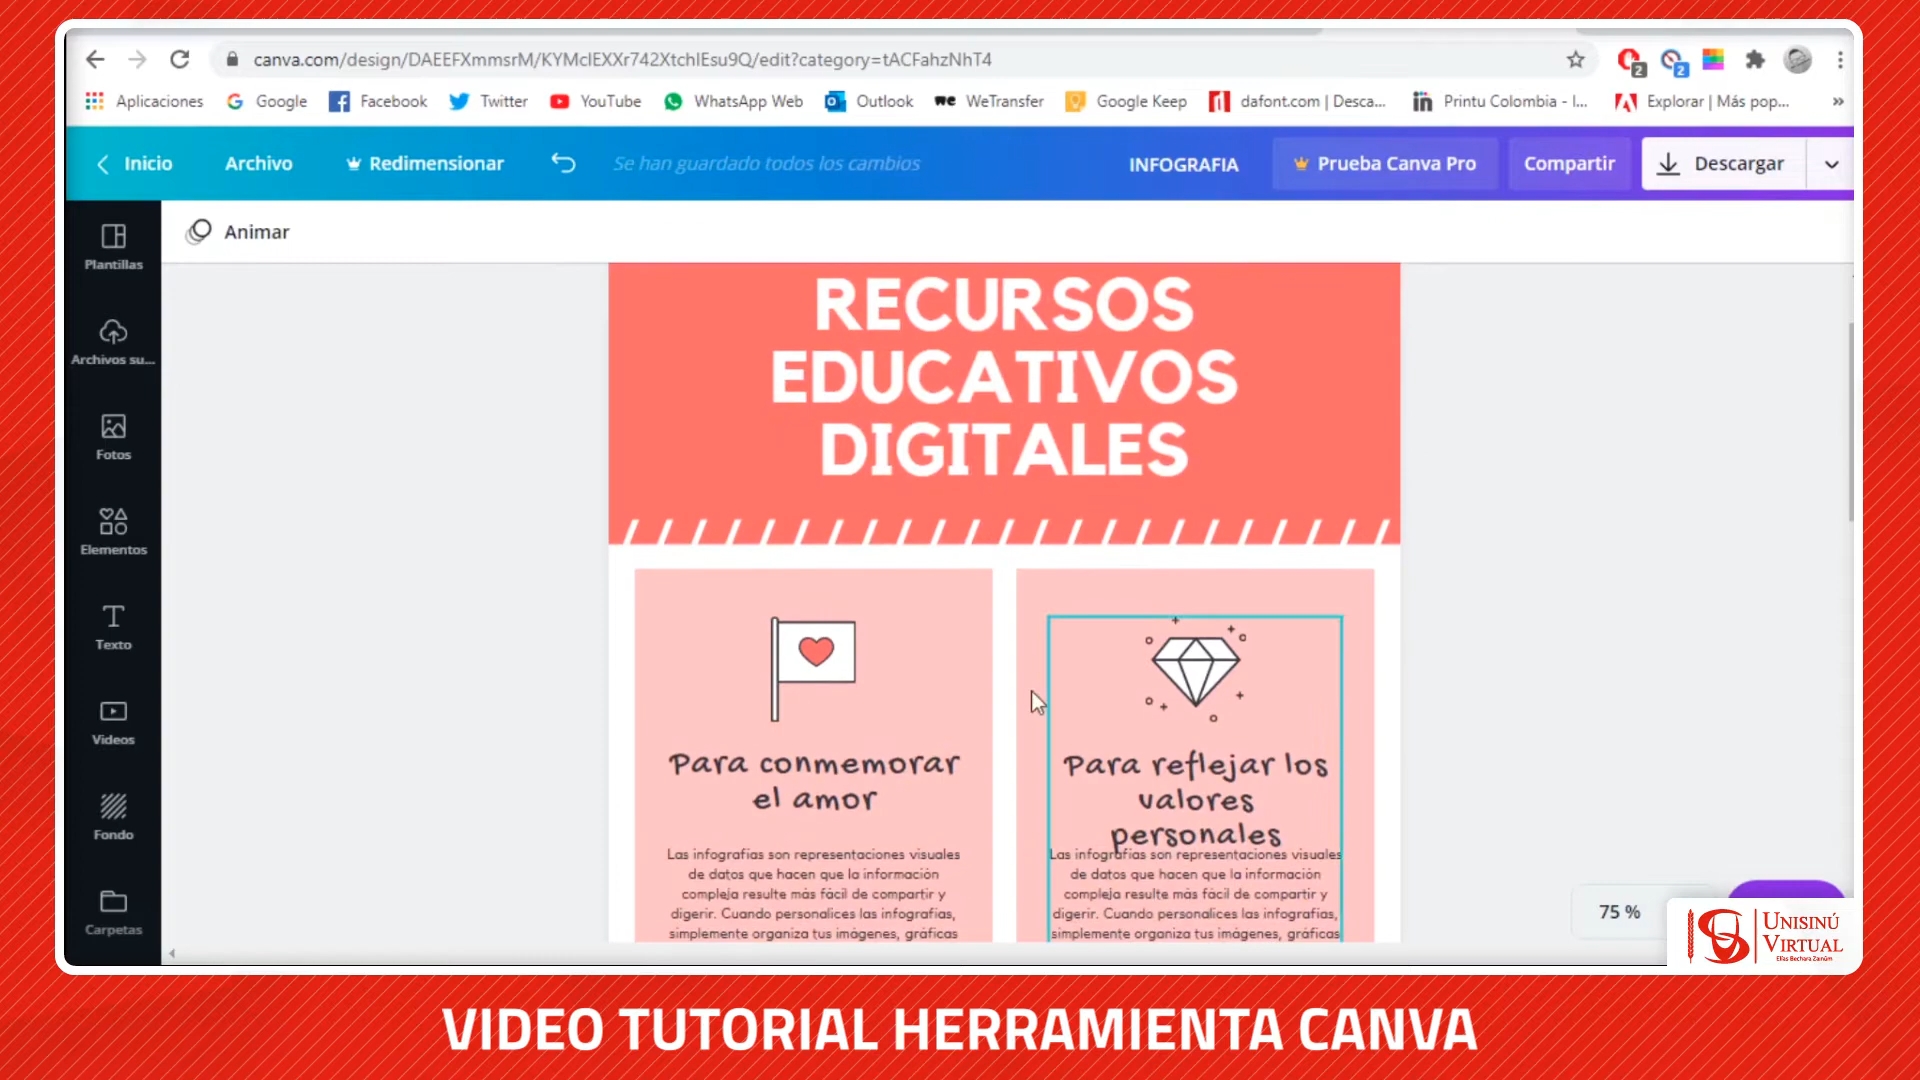 canva.com/design/DAEEFXmmsrM/KYMclEXXr742XtchlEsu9Q/edit?category=tACFahzNhT4
2
2
Aplicaciones Google Facebook Twitter YouTube WhatsApp Web Outlook WeTransfer Google Keep dafont.com | Desca... Printu Colombia - I... Explorar | Más pop... »
Inicio Archivo Redimensionar Se han guardado todos los cambios INFOGRAFIA Prueba Canva Pro Compartir Descargar
Animar
Plantillas
Archivos su...
Fotos
Elementos
Texto
Videos
Fondo
Carpetas
RECURSOS
EDUCATIVOS
DIGITALES
Para conmemorar
el amor
Las infografías son representaciones visuales
de datos que hacen que la información
compleja resulte más fácil de compartir y
digerir. Cuando personalices las infografías,
simplemente organiza tus imágenes, gráficas
Para reflejar los
valores
personales
Las infografías son representaciones visuales
de datos que hacen que la información
compleja resulte más fácil de compartir y
digerir. Cuando personalices las infografías,
simplemente organiza tus imágenes, gráficas
75 %
UNISINÚ
VIRTUAL
Elías Bechara Zainúm
VIDEO TUTORIAL HERRAMIENTA CANVA